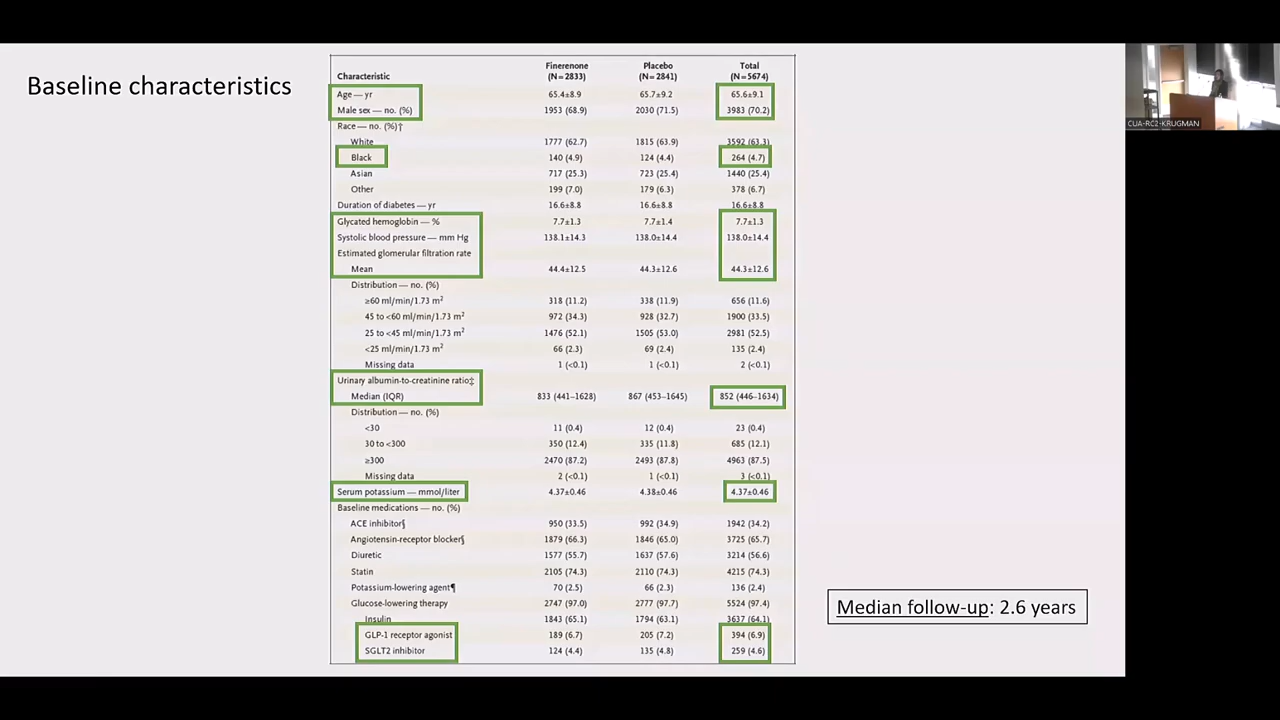 Baseline characteristics
Characteristic Finerenone (N=2833) Placebo (N=2841) Total (N=5674)
Age — yr 65.4±8.9 65.7±9.2 65.6±9.1
Male sex — no. (%) 1953 (68.9) 2030 (71.5) 3983 (70.2)
Race — no. (%)†
White 1777 (62.7) 1815 (63.9) 3592 (63.3)
Black 140 (4.9) 124 (4.4) 264 (4.7)
Asian 717 (25.3) 723 (25.4) 1440 (25.4)
Other 199 (7.0) 179 (6.3) 378 (6.7)
Duration of diabetes — yr 16.6±8.8 16.6±8.8 16.6±8.8
Glycated hemoglobin — % 7.7±1.3 7.7±1.4 7.7±1.3
Systolic blood pressure — mm Hg 138.1±14.3 138.0±14.4 138.0±14.4
Estimated glomerular filtration rate
Mean 44.4±12.5 44.3±12.6 44.3±12.6
Distribution — no. (%)
≥60 ml/min/1.73 m² 318 (11.2) 338 (11.9) 656 (11.6)
45 to <60 ml/min/1.73 m² 972 (34.3) 928 (32.7) 1900 (33.5)
25 to <45 ml/min/1.73 m² 1476 (52.1) 1505 (53.0) 2981 (52.5)
<25 ml/min/1.73 m² 66 (2.3) 69 (2.4) 135 (2.4)
Missing data 1 (<0.1) 1 (<0.1) 2 (<0.1)
Urinary albumin-to-creatinine ratio‡
Median (IQR) 833 (441–1628) 867 (453–1645) 852 (446–1634)
Distribution — no. (%)
<30 11 (0.4) 12 (0.4) 23 (0.4)
30 to <300 350 (12.4) 335 (11.8) 685 (12.1)
≥300 2470 (87.2) 2493 (87.8) 4963 (87.5)
Missing data 2 (<0.1) 1 (<0.1) 3 (<0.1)
Serum potassium — mmol/liter 4.37±0.46 4.38±0.46 4.37±0.46
Baseline medications — no. (%)
ACE inhibitor§ 950 (33.5) 992 (34.9) 1942 (34.2)
Angiotensin-receptor blocker§ 1879 (66.3) 1846 (65.0) 3725 (65.7)
Diuretic 1577 (55.7) 1637 (57.6) 3214 (56.6)
Statin 2105 (74.3) 2110 (74.3) 4215 (74.3)
Potassium-lowering agent¶ 70 (2.5) 66 (2.3) 136 (2.4)
Glucose-lowering therapy 2747 (97.0) 2777 (97.7) 5524 (97.4)
Insulin 1843 (65.1) 1794 (63.1) 3637 (64.1)
GLP-1 receptor agonist 189 (6.7) 205 (7.2) 394 (6.9)
SGLT2 inhibitor 124 (4.4) 135 (4.8) 259 (4.6)
Median follow-up: 2.6 years
CUA-RC2-KRUGMAN